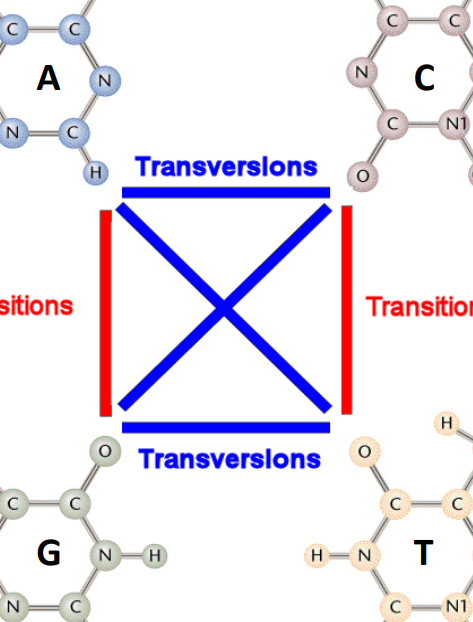 C C
A
N
N C
H
C C
N
C
C N1
O
Transversions
sitions
Transition
Transversions
O
C C
G
N H
N C
H
O
C C
H N
T
C N1